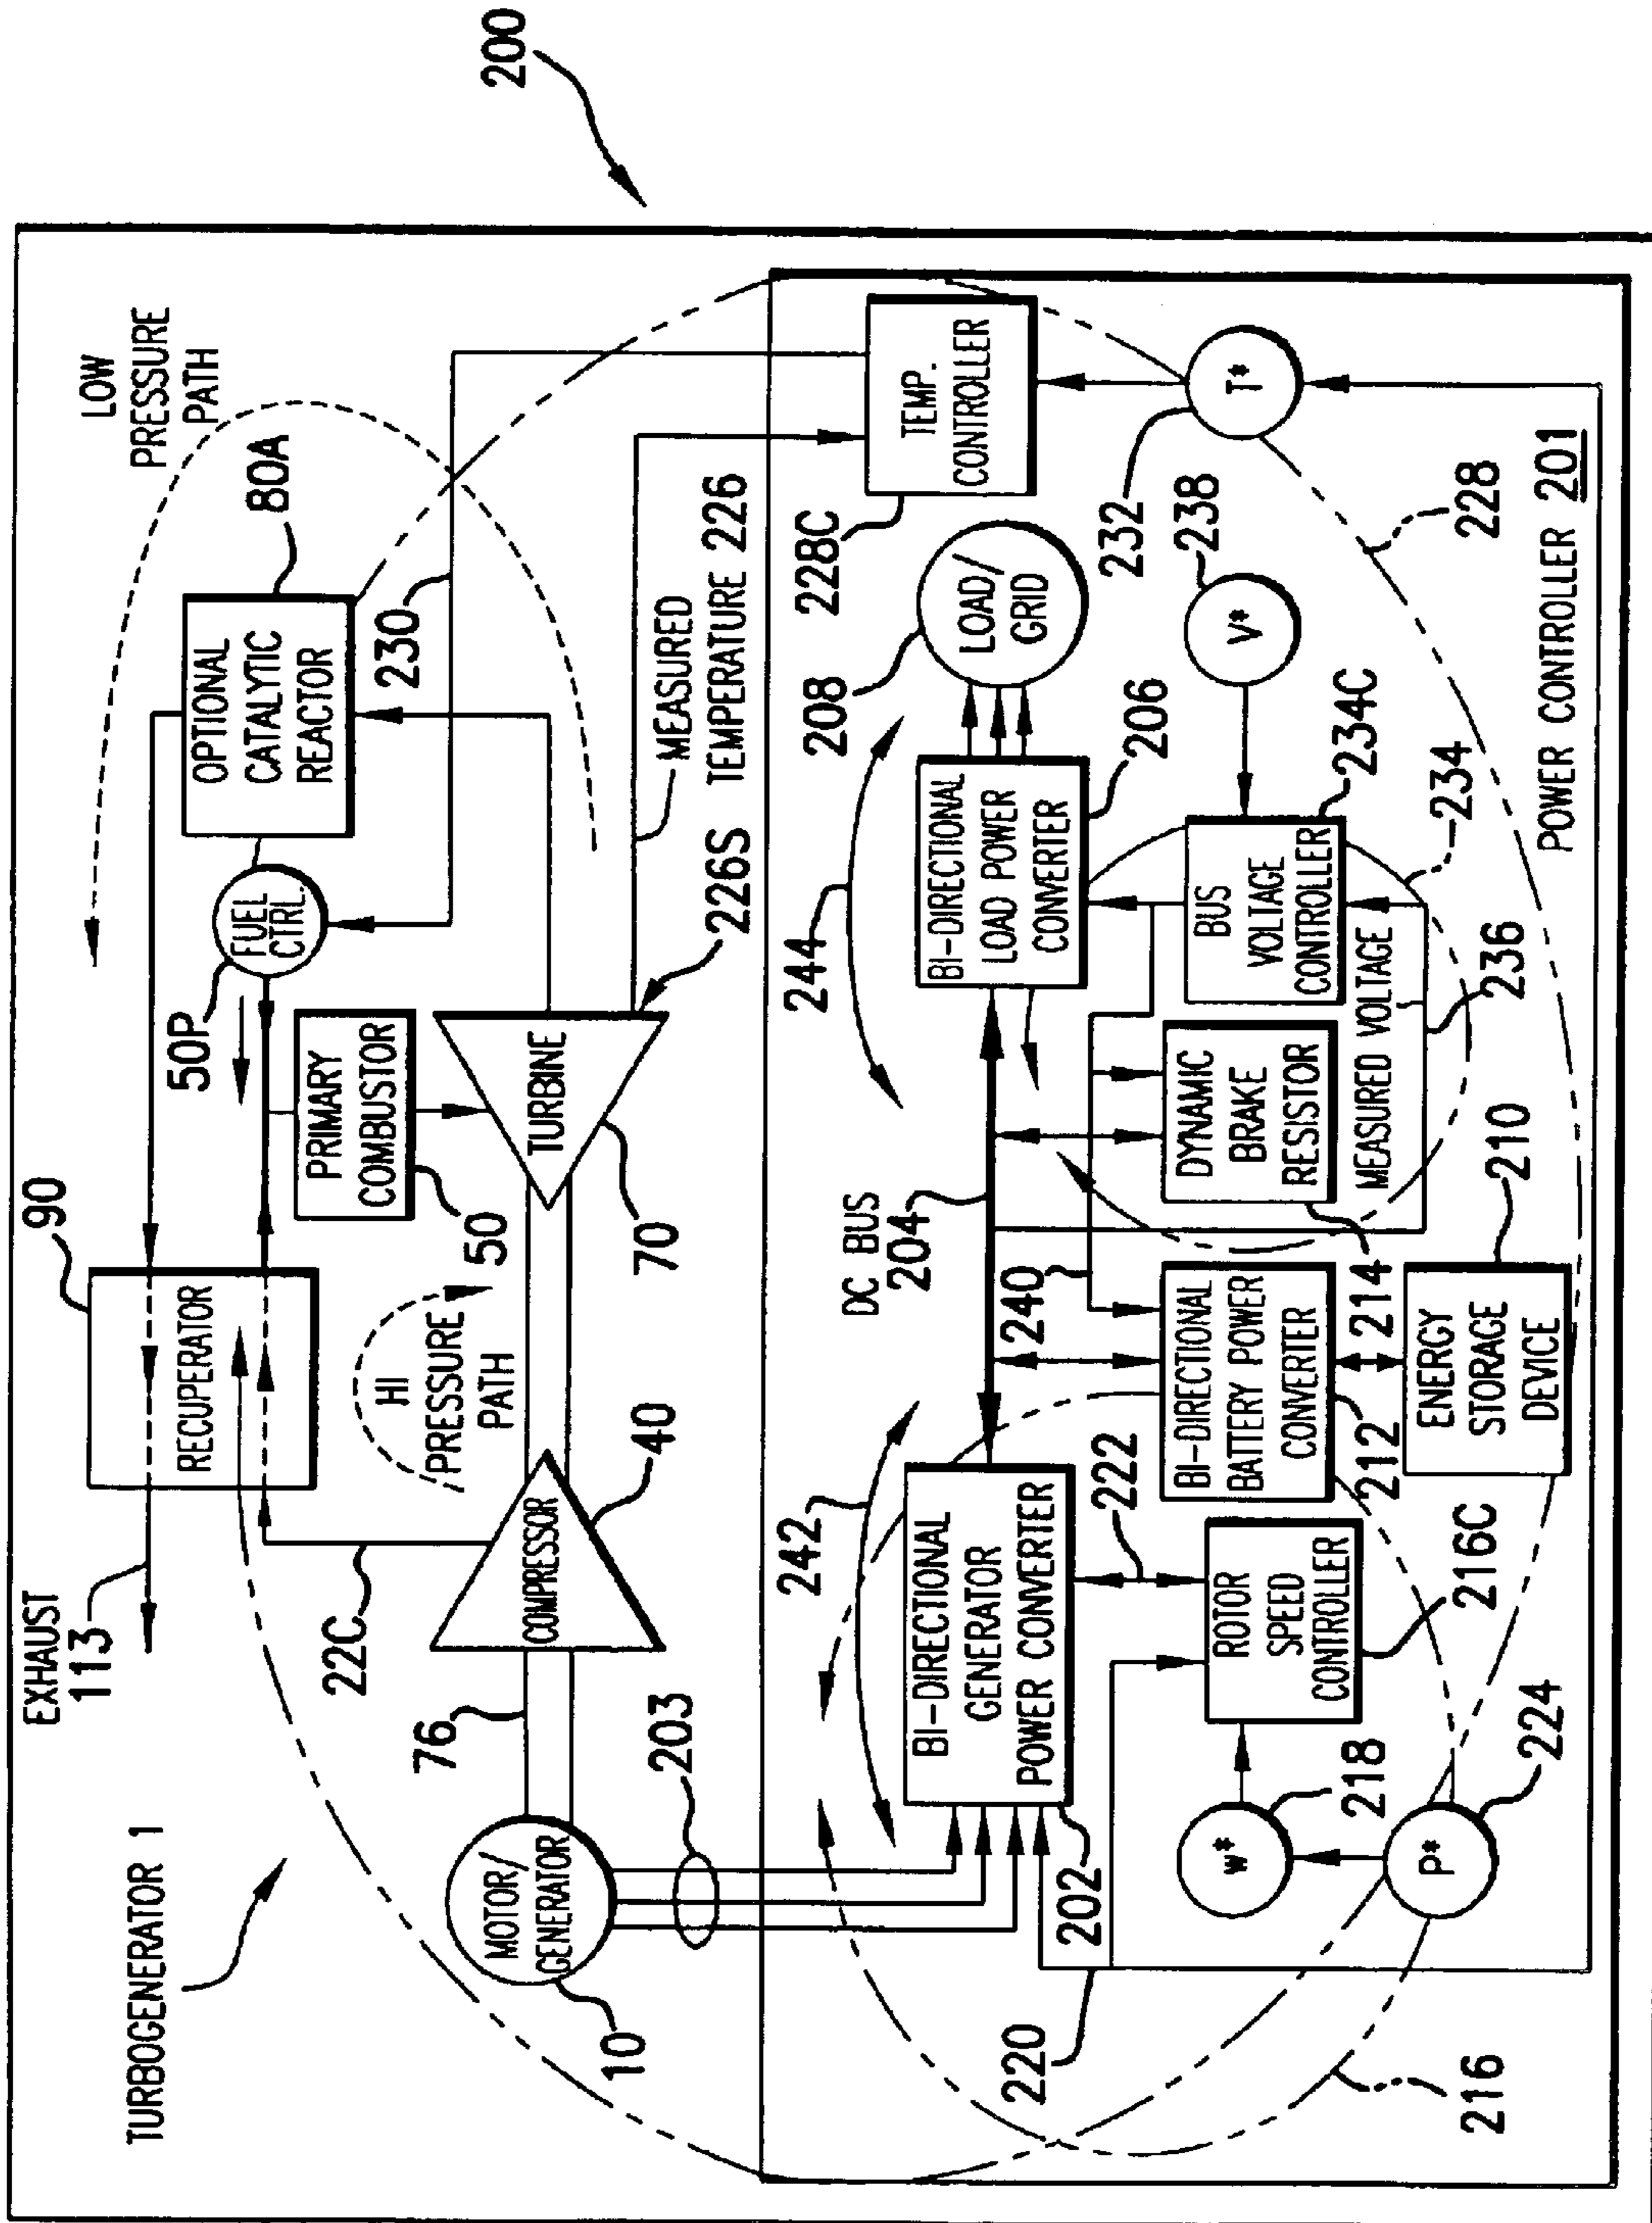 TURBOGENERATOR 1
EXHAUST
113
90
RECUPERATOR
22C
HI
PRESSURE
PATH
LOW
PRESSURE
PATH
50P
FUEL
CTRL.
OPTIONAL
CATALYTIC
REACTOR
80A
200
PRIMARY
COMBUSTOR
50
230
MOTOR/
GENERATOR
10
76
COMPRESSOR
40
TURBINE
70
226S
MEASURED
TEMPERATURE 226
203
242
244
208
228C
BI-DIRECTIONAL
GENERATOR
POWER CONVERTER
202
DC BUS
204
BI-DIRECTIONAL
LOAD POWER
CONVERTER
206
LOAD/
GRID
TEMP.
CONTROLLER
220
222
240
232
238
w*
218
ROTOR
SPEED
CONTROLLER
216C
BI-DIRECTIONAL
BATTERY POWER
CONVERTER
212
DYNAMIC
BRAKE
RESISTOR
214
BUS
VOLTAGE
CONTROLLER
234C
V*
T*
MEASURED VOLTAGE
234
236
228
216
P*
224
ENERGY
STORAGE
DEVICE
210
POWER CONTROLLER 201